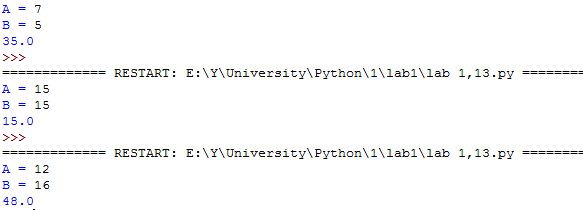 A = 7
B = 5
35.0
>>>
============= RESTART: E:\Y\University\Python\1\lab1\lab 1,13.py ========
A = 15
B = 15
15.0
>>>
============= RESTART: E:\Y\University\Python\1\lab1\lab 1,13.py ========
A = 12
B = 16
48.0